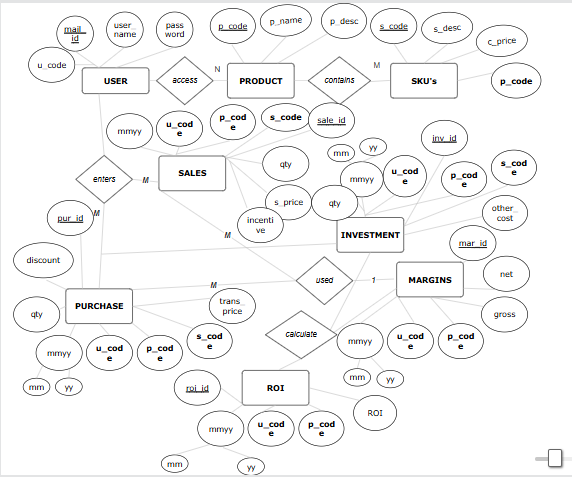 mail_
id
user_
name
pass
word
p_code
p_name
p_desc
s_code
s_desc
c_price
u_code
USER
access
N
PRODUCT
contains
M
SKU's
p_code
mmyy
u_cod
e
p_cod
e
s_code
sale_id
inv_id
mm
yy
SALES
qty
mmyy
u_cod
e
p_cod
e
s_cod
e
enters
M
s_price
qty
other_
cost
pur_id
M
incenti
ve
M
INVESTMENT
mar_id
discount
M
used
1
MARGINS
net
PURCHASE
trans_
price
gross
qty
s_cod
e
calculate
mmyy
u_cod
e
p_cod
e
mmyy
u_cod
e
p_cod
e
mm
yy
roi_id
ROI
mm
yy
mmyy
u_cod
e
p_cod
e
ROI
mm
yy